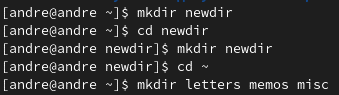 [andre@andre ~]$ mkdir newdir
[andre@andre ~]$ cd newdir
[andre@andre newdir]$ mkdir newdir
[andre@andre newdir]$ cd ~
[andre@andre ~]$ mkdir letters memos misc